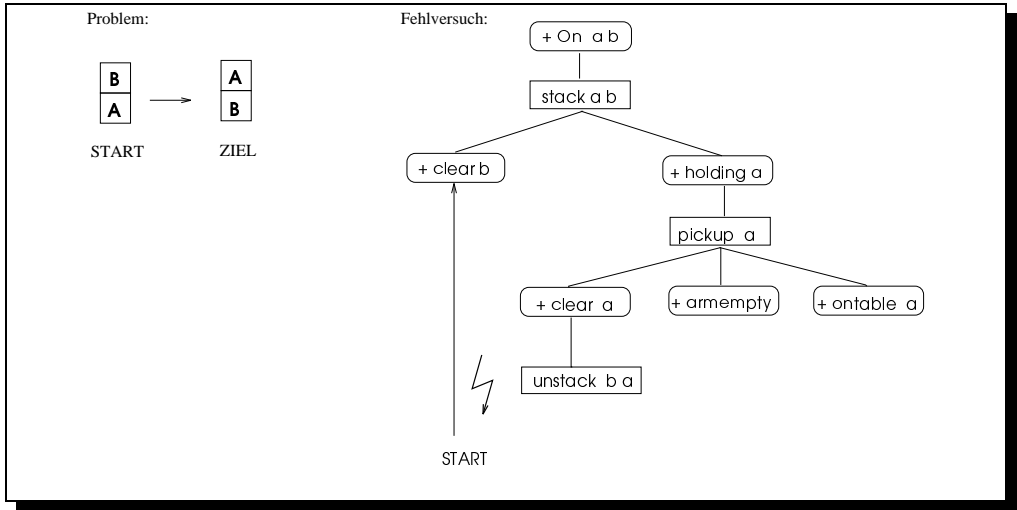 Problem:
Fehlversuch:
B
A
A
B
START
ZIEL
+ On a b
stack a b
+ clear b
+ holding a
pickup a
+ clear a
+ armempty
+ ontable a
unstack b a
START